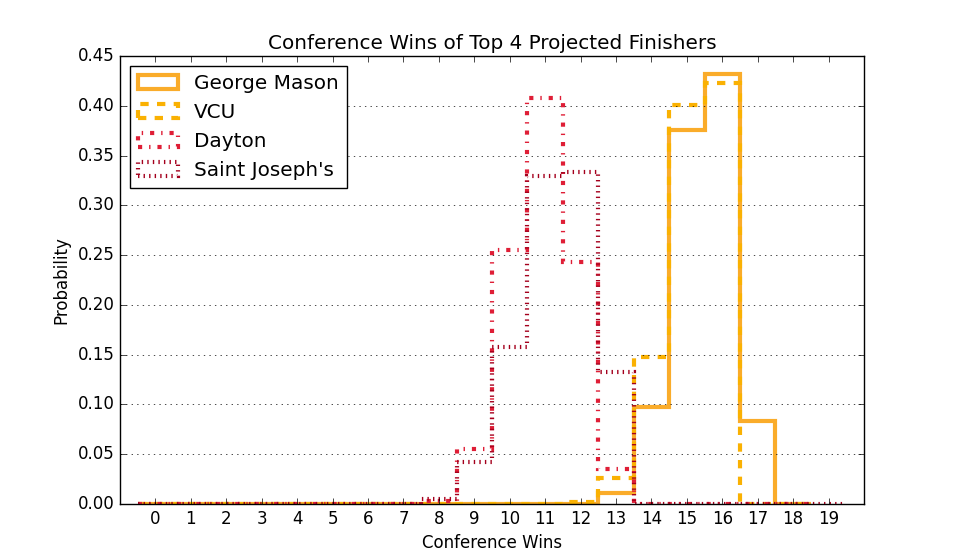 Conference Wins of Top 4 Projected Finishers
George Mason
VCU
Dayton
Saint Joseph's
Probability
0.45
0.40
0.35
0.30
0.25
0.20
0.15
0.10
0.05
0.00
0 1 2 3 4 5 6 7 8 9 10 11 12 13 14 15 16 17 18 19
Conference Wins